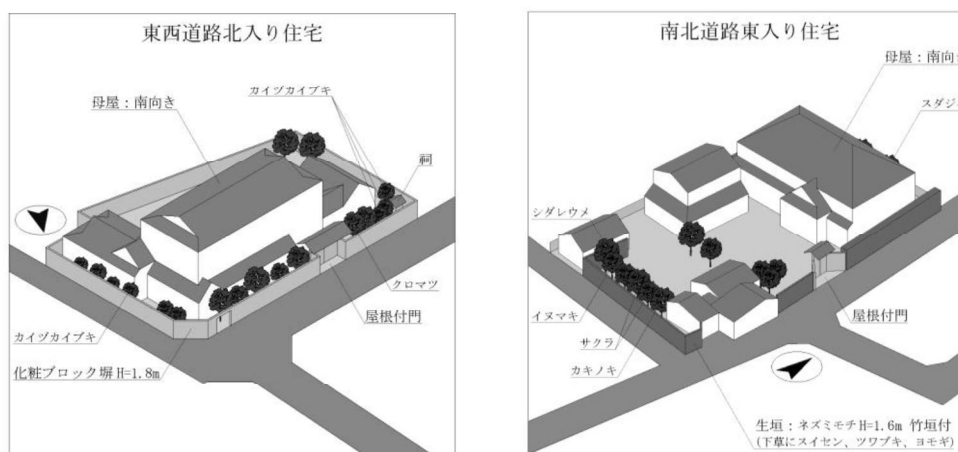 東西道路北入り住宅
カイヅカイブキ
母屋：南向き
祠
クロマツ
屋根付門
カイヅカイブキ
化粧ブロック塀 H=1.8m
南北道路東入り住宅
母屋：南向
スダジ
シダレウメ
イヌマキ
サクラ
カキノキ
屋根付門
生垣：ネズミモチ H=1.6m 竹垣付
(下草にスイセン、ツワブキ、ヨモギ)